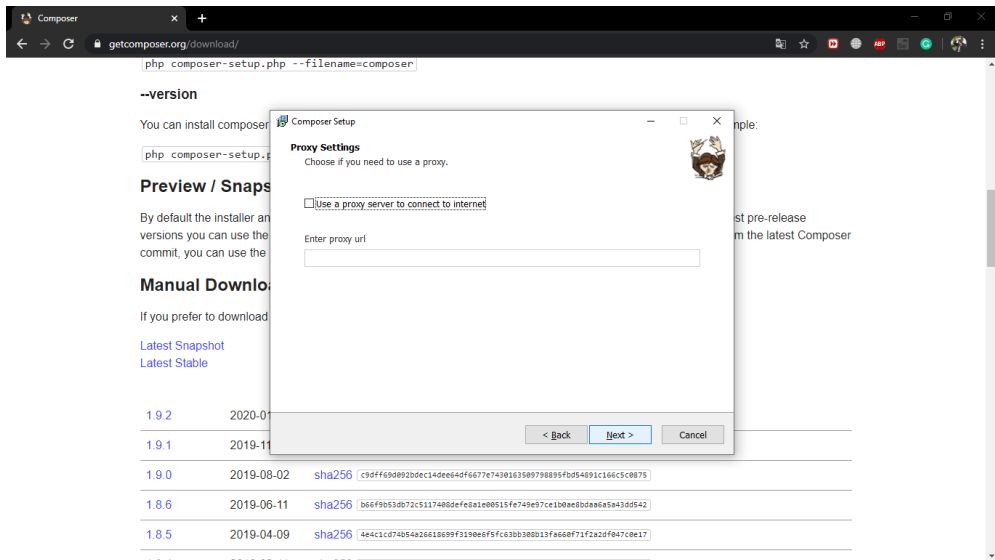 Composer
getcomposer.org/download/
php composer-setup.php --filename=composer
--version
You can install composer
mple:
php composer-setup.p
Composer Setup
Proxy Settings
Choose if you need to use a proxy.
Use a proxy server to connect to internet
Enter proxy url
< Back
Next >
Cancel
Preview / Snaps
By default the installer an
st pre-release
versions you can use the
m the latest Composer
commit, you can use the
Manual Downloa
If you prefer to download
Latest Snapshot
Latest Stable
1.9.2 2020-01
1.9.1 2019-11
1.9.0 2019-08-02 sha256
1.8.6 2019-06-11 sha256
1.8.5 2019-04-09 sha256
ABP